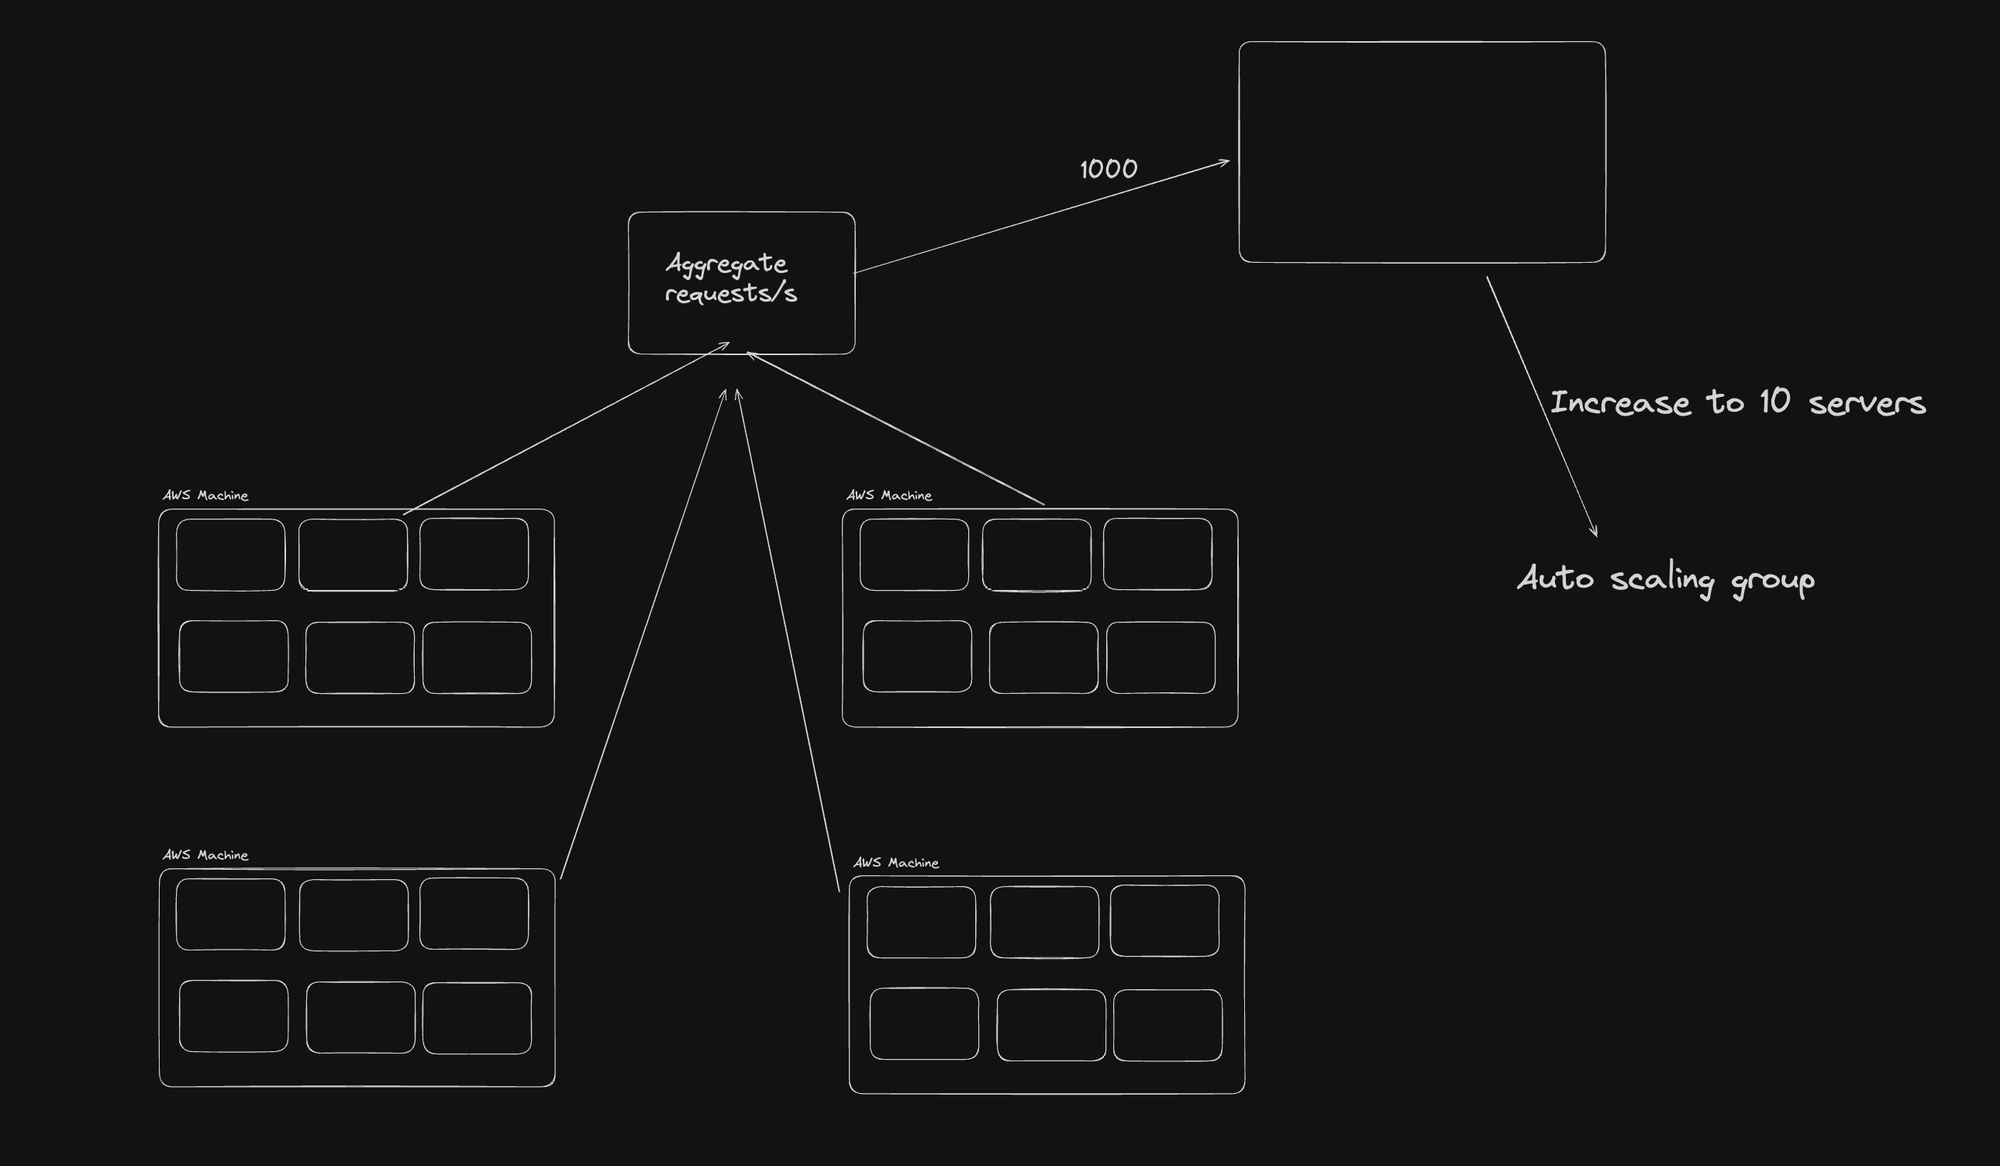 1000
Aggregate
requests/s
Increase to 10 servers
AWS Machine
AWS Machine
Auto scaling group
AWS Machine
AWS Machine